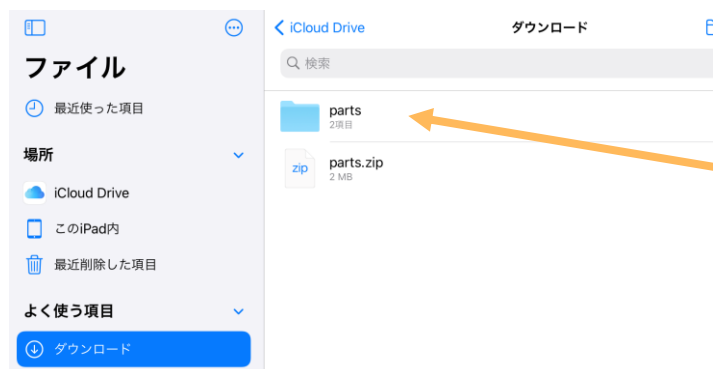 ファイル
最近使った項目
場所
iCloud Drive
このiPad内
最近削除した項目
よく使う項目
ダウンロード
iCloud Drive
ダウンロード
検索
parts
2項目
zip
parts.zip
2 MB